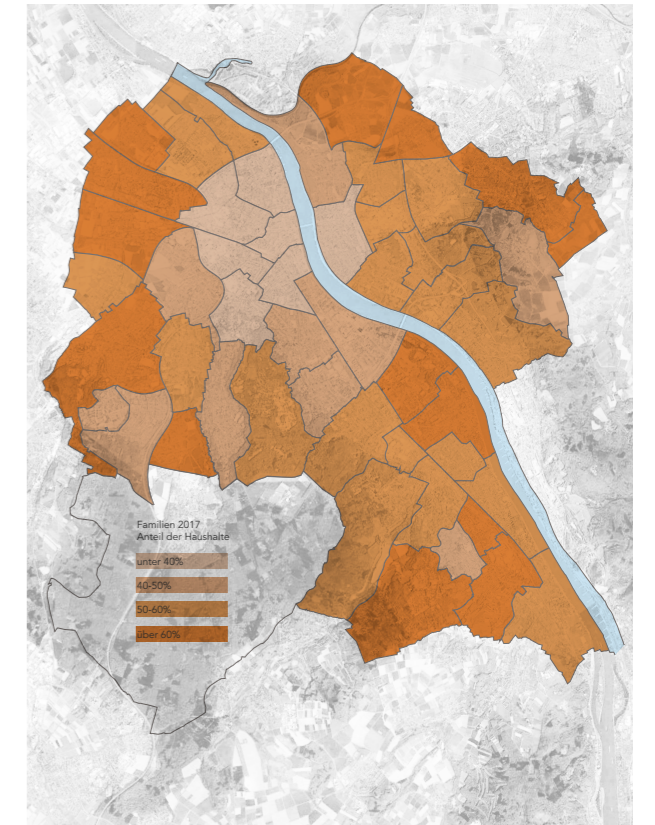 Familien 2017
Anteil der Haushalte
unter 40%
40-50%
50-60%
über 60%